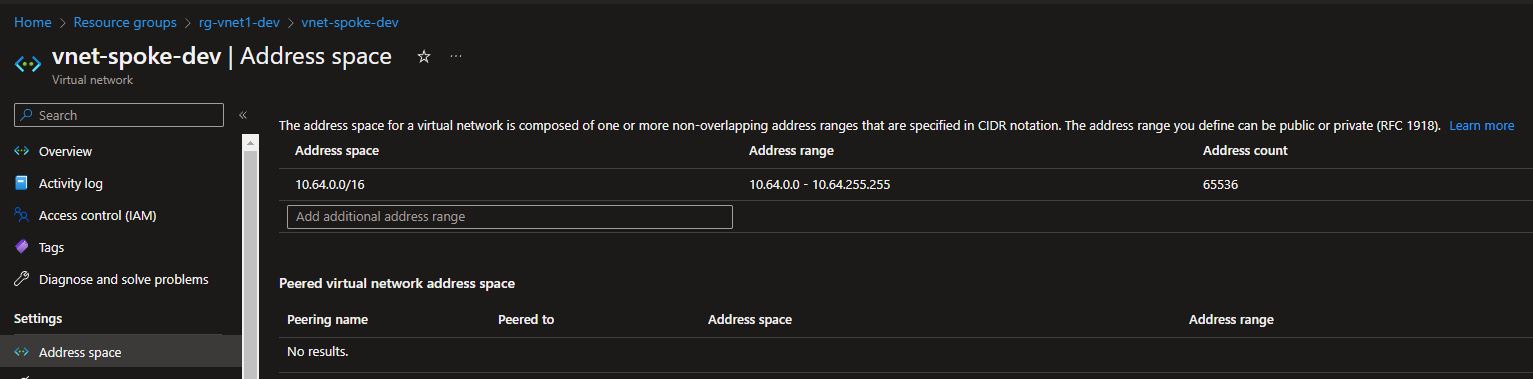 Home > Resource groups > rg-vnet1-dev > vnet-spoke-dev
vnet-spoke-dev | Address space
Virtual network
Search
The address space for a virtual network is composed of one or more non-overlapping address ranges that are specified in CIDR notation. The address range you define can be public or private (RFC 1918). Learn more
Overview
Address space Address range Address count
Activity log
10.64.0.0/16 10.64.0.0 - 10.64.255.255 65536
Access control (IAM)
Add additional address range
Tags
Diagnose and solve problems
Peered virtual network address space
Settings
Peering name Peered to Address space Address range
Address space
No results.